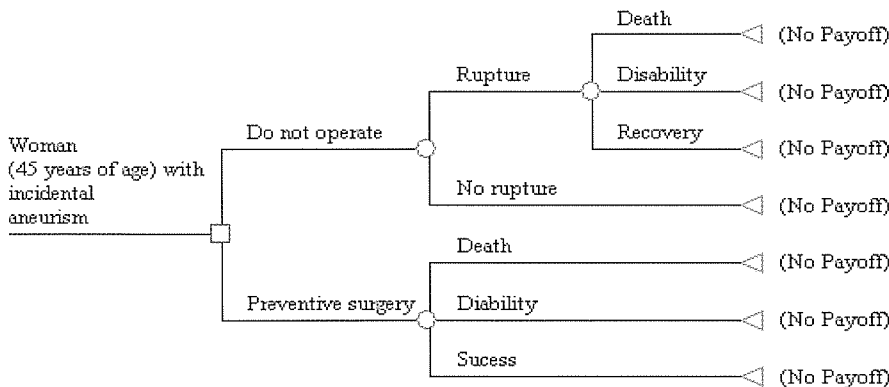 Death
(No Payoff)
Rupture
Disability
(No Payoff)
Do not operate
Recovery
(No Payoff)
Woman
(45 years of age) with
incidental
aneurism
No rupture
(No Payoff)
Death
(No Payoff)
Preventive surgery
Diability
(No Payoff)
Sucess
(No Payoff)